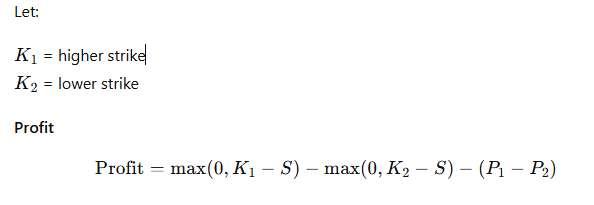 Let:
K₁ = higher strike
K₂ = lower strike
Profit
Profit = max(0, K₁ − S) − max(0, K₂ − S) − (P₁ − P₂)